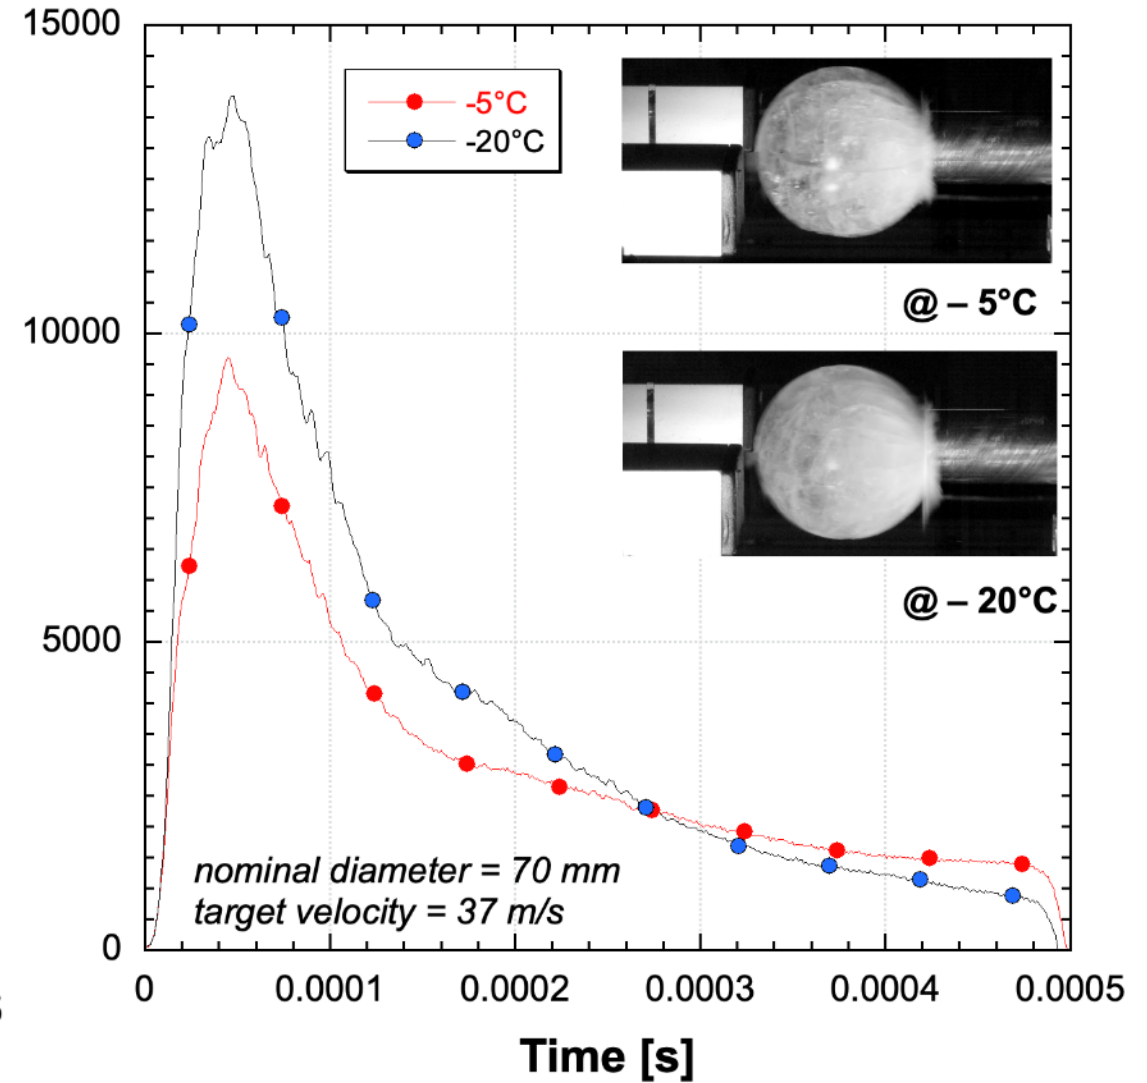 15000
-5°C
-20°C
@ – 5°C
10000
@ – 20°C
5000
nominal diameter = 70 mm
target velocity = 37 m/s
0
0 0.0001 0.0002 0.0003 0.0004 0.0005
Time [s]